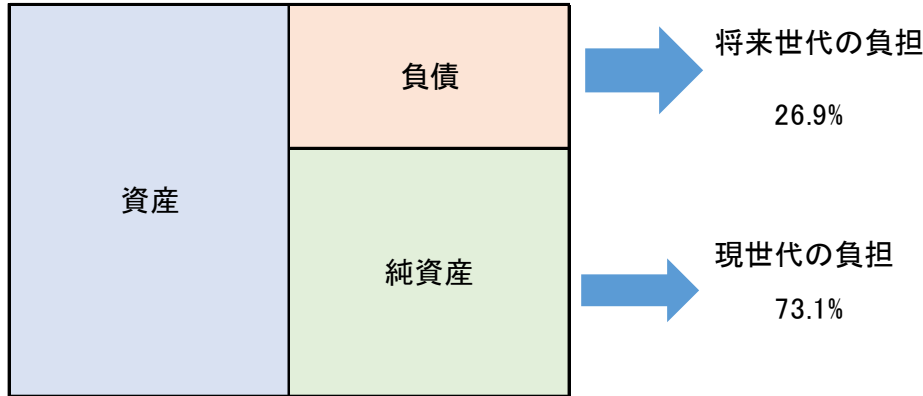 負債
将来世代の負担
26.9%
資産
純資産
現世代の負担
73.1%